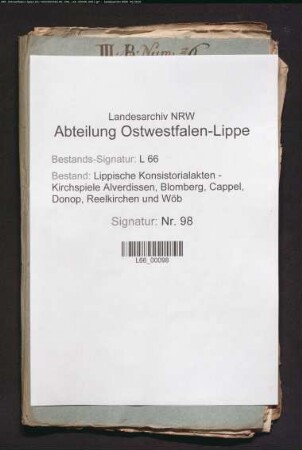 III. B. Num. 56
Landesarchiv NRW
Abteilung Ostwestfalen-Lippe
Bestands-Signatur: L 66
Bestand: Lippische Konsistorialakten -
Kirchspiele Alverdissen, Blomberg, Cappel,
Donop, Reelkirchen und Wöb
Signatur: Nr. 98
L66_00098